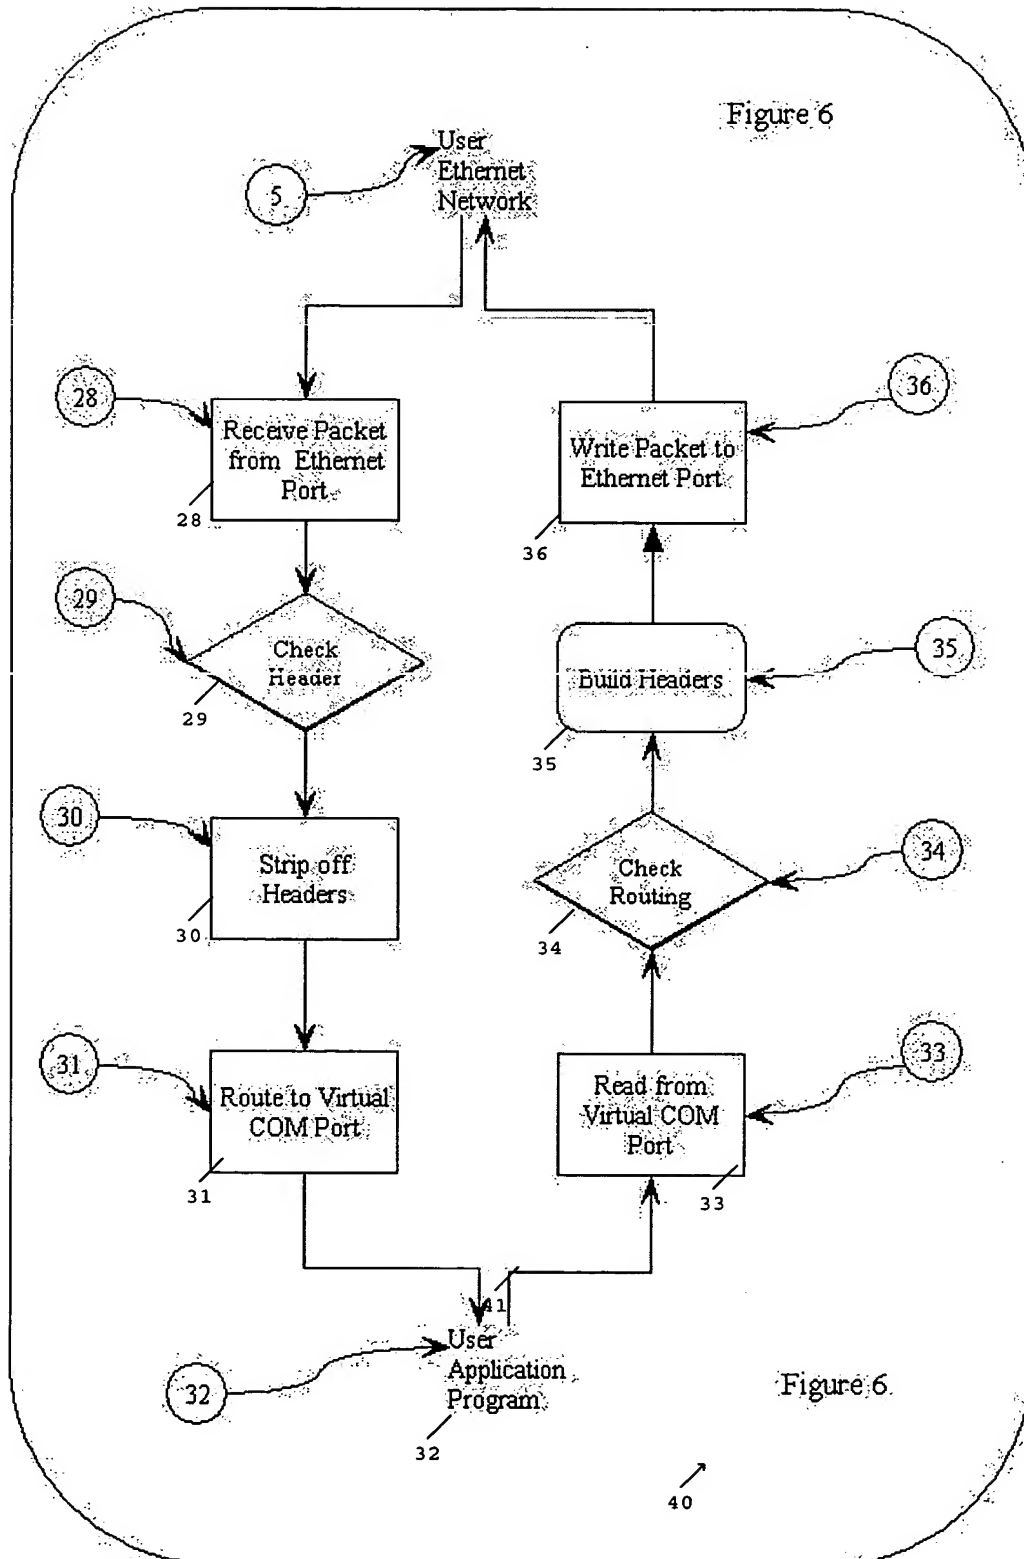 Figure 6
User
Ethernet
Network
5
28
Receive Packet
from Ethernet
Port
28
36
Write Packet to
Ethernet Port
36
29
Check
Header
29
35
Build Headers
35
30
Strip off
Headers
30
34
Check
Routing
34
31
Route to Virtual
COM Port
31
33
Read from
Virtual COM
Port
33
41
User
Application
Program
32
32
Figure 6.
40